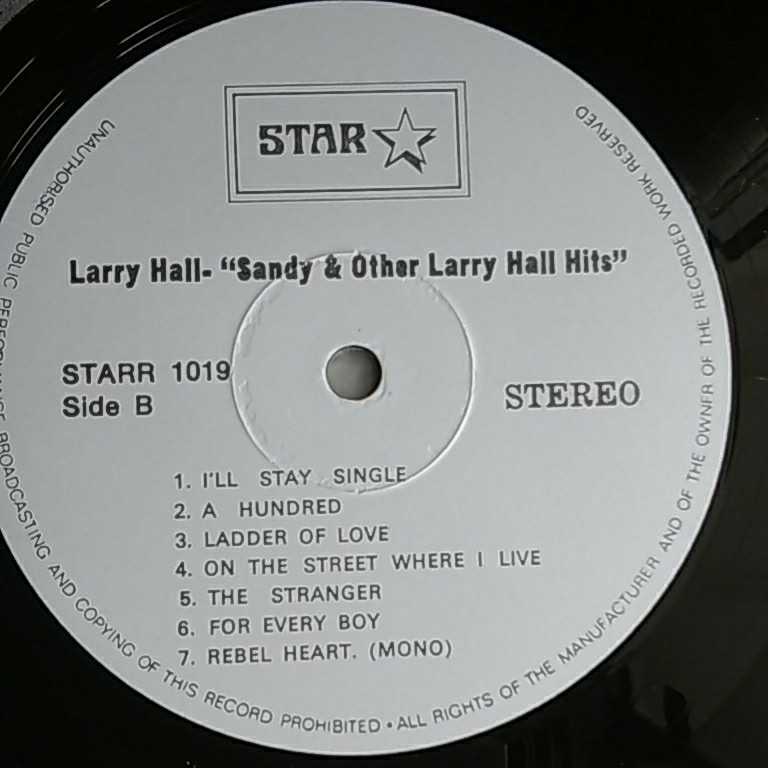 STAR
Larry Hall- "Sandy & Other Larry Hall Hits"
STARR 1019
Side B
STEREO
1. I'LL STAY SINGLE
2. A HUNDRED
3. LADDER OF LOVE
4. ON THE STREET WHERE I LIVE
5. THE STRANGER
6. FOR EVERY BOY
7. REBEL HEART. (MONO)
UNAUTHORISED PUBLIC PERFORMANCE BROADCASTING AND COPYING OF THIS RECORD PROHIBITED • ALL RIGHTS OF THE MANUFACTURER AND OF THE OWNER OF THE RECORDED WORK RESERVED